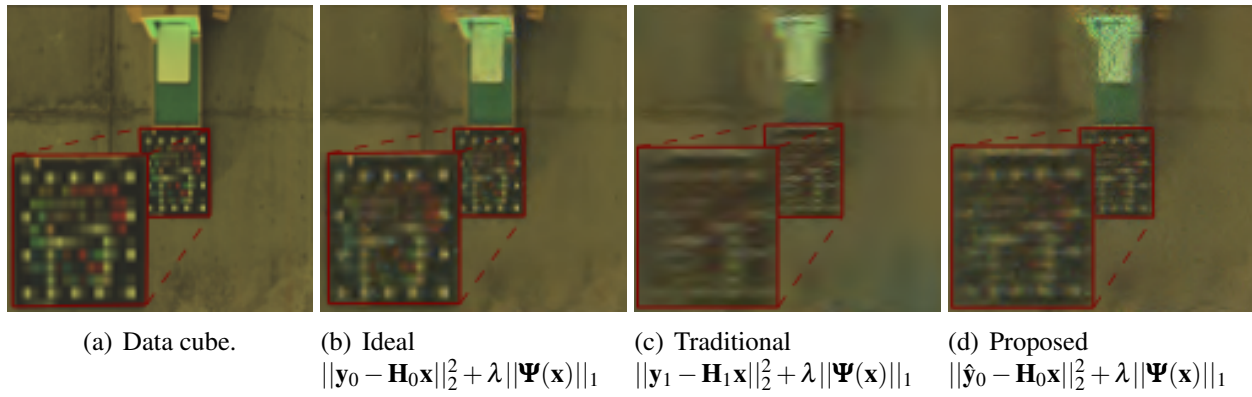 (a) Data cube.
(b) Ideal
||𝐲₀ − 𝐇₀𝐱||₂² + λ||𝚿(𝐱)||₁
(c) Traditional
||𝐲₁ − 𝐇₁𝐱||₂² + λ||𝚿(𝐱)||₁
(d) Proposed
||ŷ₀ − 𝐇₀𝐱||₂² + λ||𝚿(𝐱)||₁